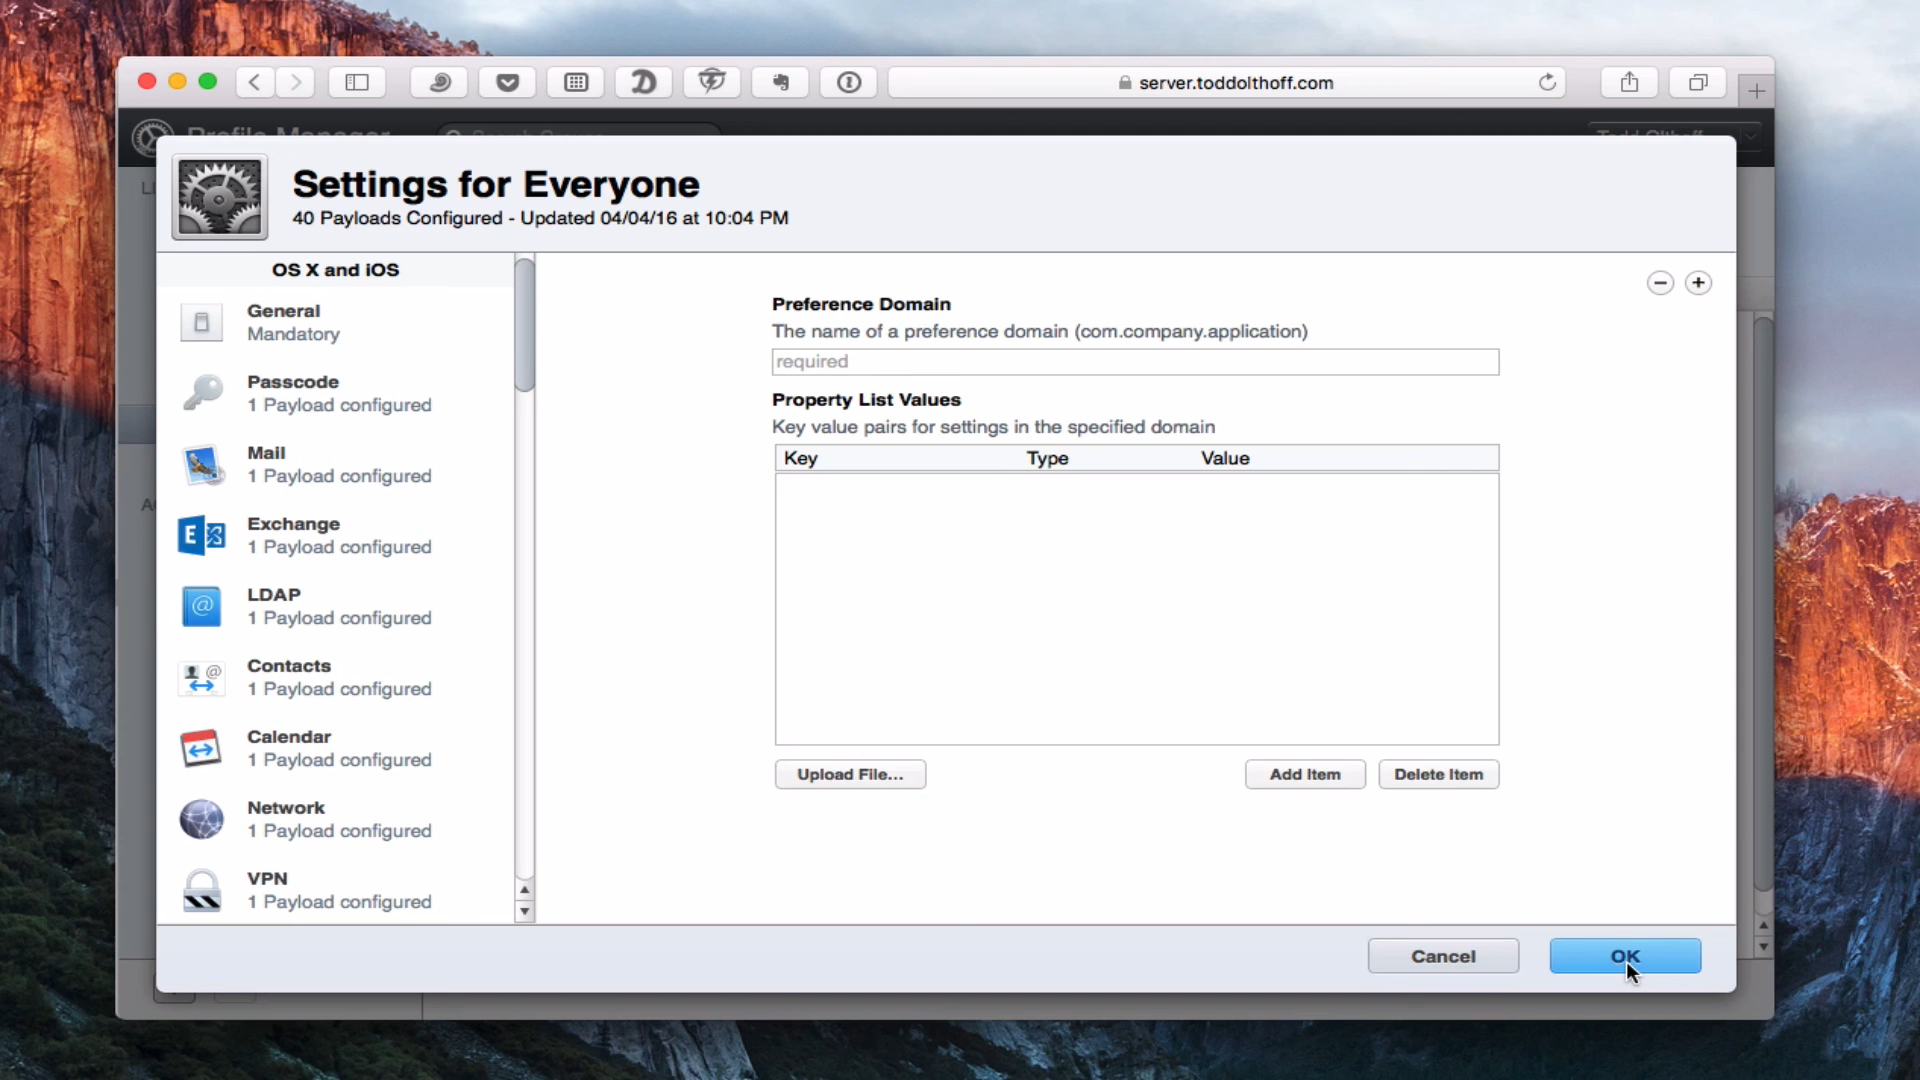 server.toddolthoff.com
Profile Manager
Todd Olthoff
Settings for Everyone
40 Payloads Configured - Updated 04/04/16 at 10:04 PM
OS X and iOS
General
Mandatory
Passcode
1 Payload configured
Mail
1 Payload configured
Exchange
1 Payload configured
LDAP
1 Payload configured
Contacts
1 Payload configured
Calendar
1 Payload configured
Network
1 Payload configured
VPN
1 Payload configured
Preference Domain
The name of a preference domain (com.company.application)
required
Property List Values
Key value pairs for settings in the specified domain
Key Type Value
Upload File...
Add Item
Delete Item
Cancel
OK